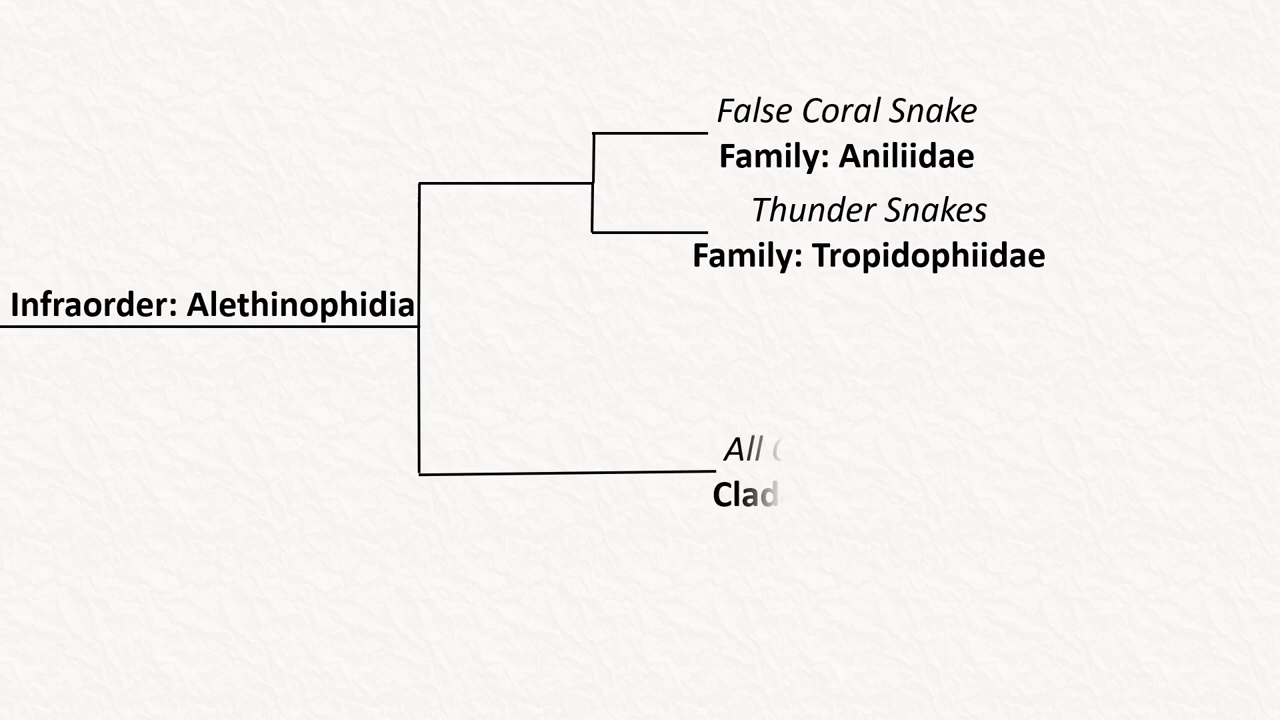 False Coral Snake
Family: Aniliidae
Thunder Snakes
Family: Tropidophiidae
Infraorder: Alethinophidia
All
Clad